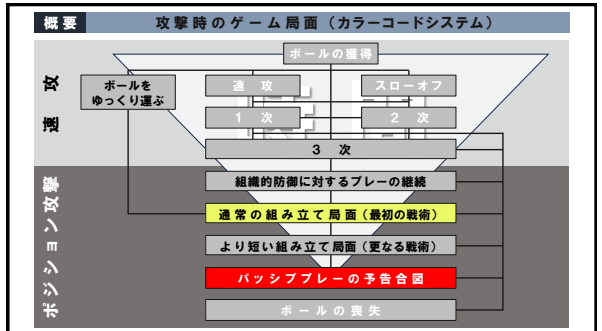 概要
攻撃時のゲーム局面（カラーコードシステム）
ボールの獲得
速攻
ボールを
ゆっくり運ぶ
速攻
スローオフ
1次
2次
3次
ポジション攻撃
組織的防御に対するプレーの継続
通常の組み立て局面（最初の戦術）
より短い組み立て局面（更なる戦術）
パッシブプレーの予告合図
ボールの喪失